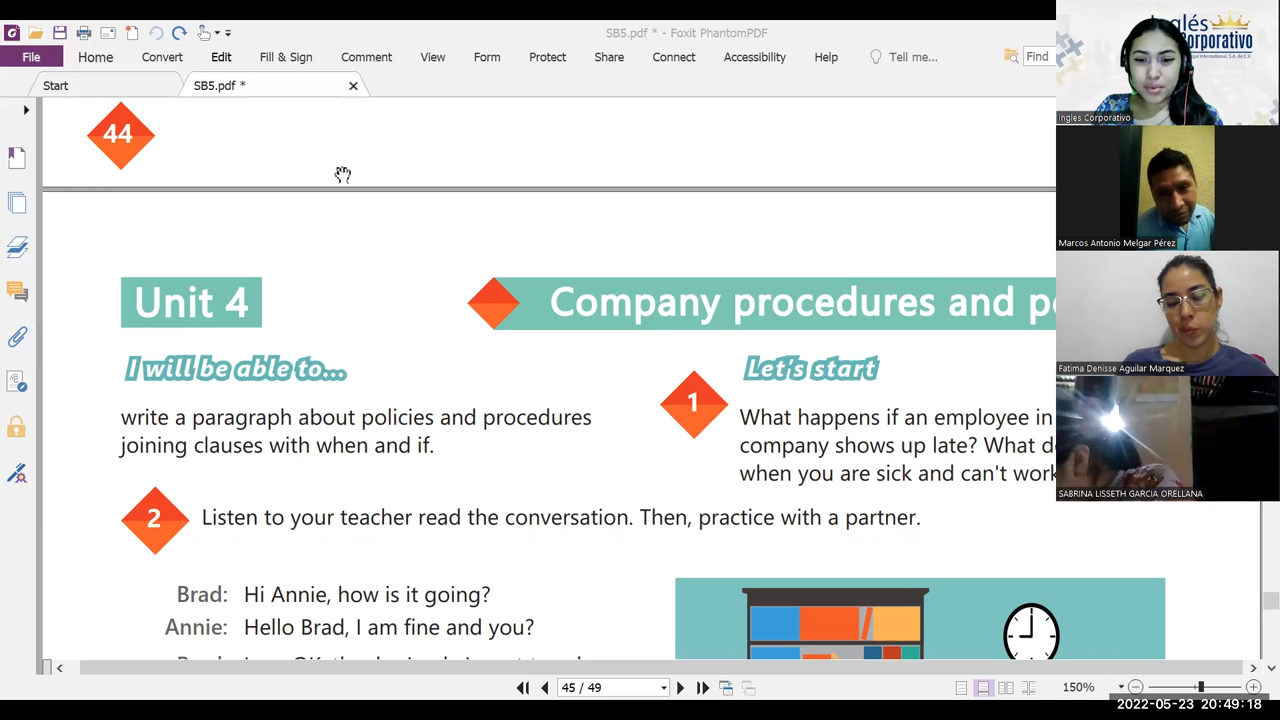 SB5.pdf * - Foxit PhantomPDF
File Home Convert Edit Fill & Sign Comment View Form Protect Share Connect Accessibility Help Tell me... Find
Start SB5.pdf *
44
Unit 4
Company procedures and p
I will be able to...
write a paragraph about policies and procedures
joining clauses with when and if.
Let's start
1
What happens if an employee in
company shows up late? What d
when you are sick and can't work
2
Listen to your teacher read the conversation. Then, practice with a partner.
Brad: Hi Annie, how is it going?
Annie: Hello Brad, I am fine and you?
45 / 49
150%
Inglés
Corporativo
Ingles Corporativo
Marcos Antonio Melgar Pérez
Fatima Denisse Aguilar Marquez
SABRINA LISSETH GARCIA ORELLANA
2022-05-23 20:49:18